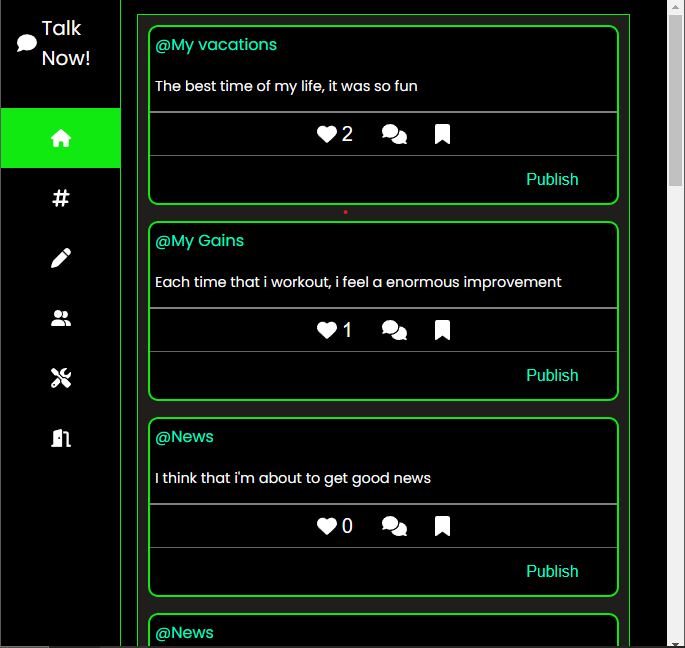 Talk
Now!
@My vacations
The best time of my life, it was so fun
2
Publish
@My Gains
Each time that i workout, i feel a enormous improvement
1
Publish
@News
I think that i'm about to get good news
0
Publish
@News